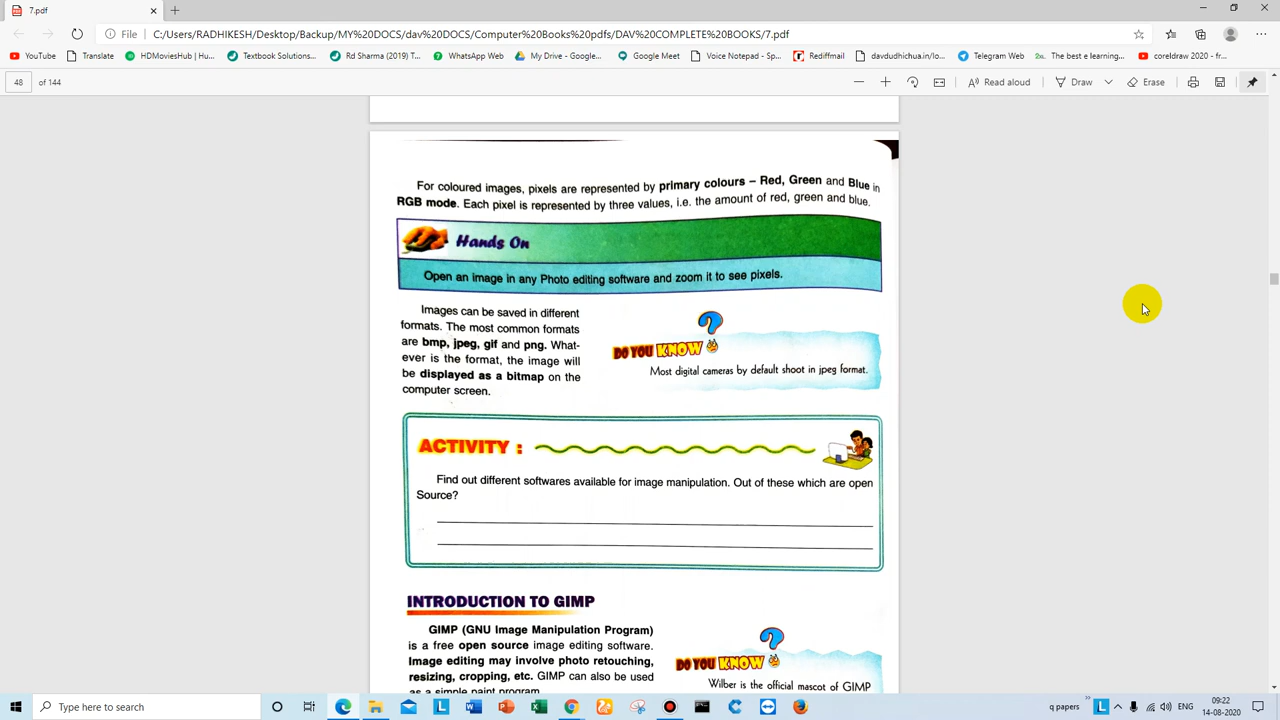 7.pdf
File
C:/Users/RADHIKESH/Desktop/Backup/MY%20DOCS/dav%20DOCS/Computer%20Books%20pdfs/DAV%20COMPLETE%20BOOKS/7.pdf
YouTube Translate HDMoviesHub | Hu... Textbook Solutions... Rd Sharma (2019) T... WhatsApp Web My Drive – Google... Google Meet Voice Notepad - Sp... Rediffmail davdudhichua.in/lo... Telegram Web The best e learning... coreldraw 2020 - fr...
48 of 144 Read aloud Draw Erase
For coloured images, pixels are represented by primary colours – Red, Green and Blue in
RGB mode. Each pixel is represented by three values, i.e. the amount of red, green and blue.
Hands On
Open an image in any Photo editing software and zoom it to see pixels.
Images can be saved in different
formats. The most common formats
are bmp, jpeg, gif and png. What-
ever is the format, the image will
be displayed as a bitmap on the
computer screen.
?
DO YOU KNOW
Most digital cameras by default shoot in jpeg format.
ACTIVITY :
Find out different softwares available for image manipulation. Out of these which are open
Source?
INTRODUCTION TO GIMP
GIMP (GNU Image Manipulation Program)
is a free open source image editing software.
Image editing may involve photo retouching,
resizing, cropping, etc. GIMP can also be used
as a simple paint program
?
DO YOU KNOW
Wilber is the official mascot of GIMP
Type here to search
q papers
ENG
09:22
14-08-2020